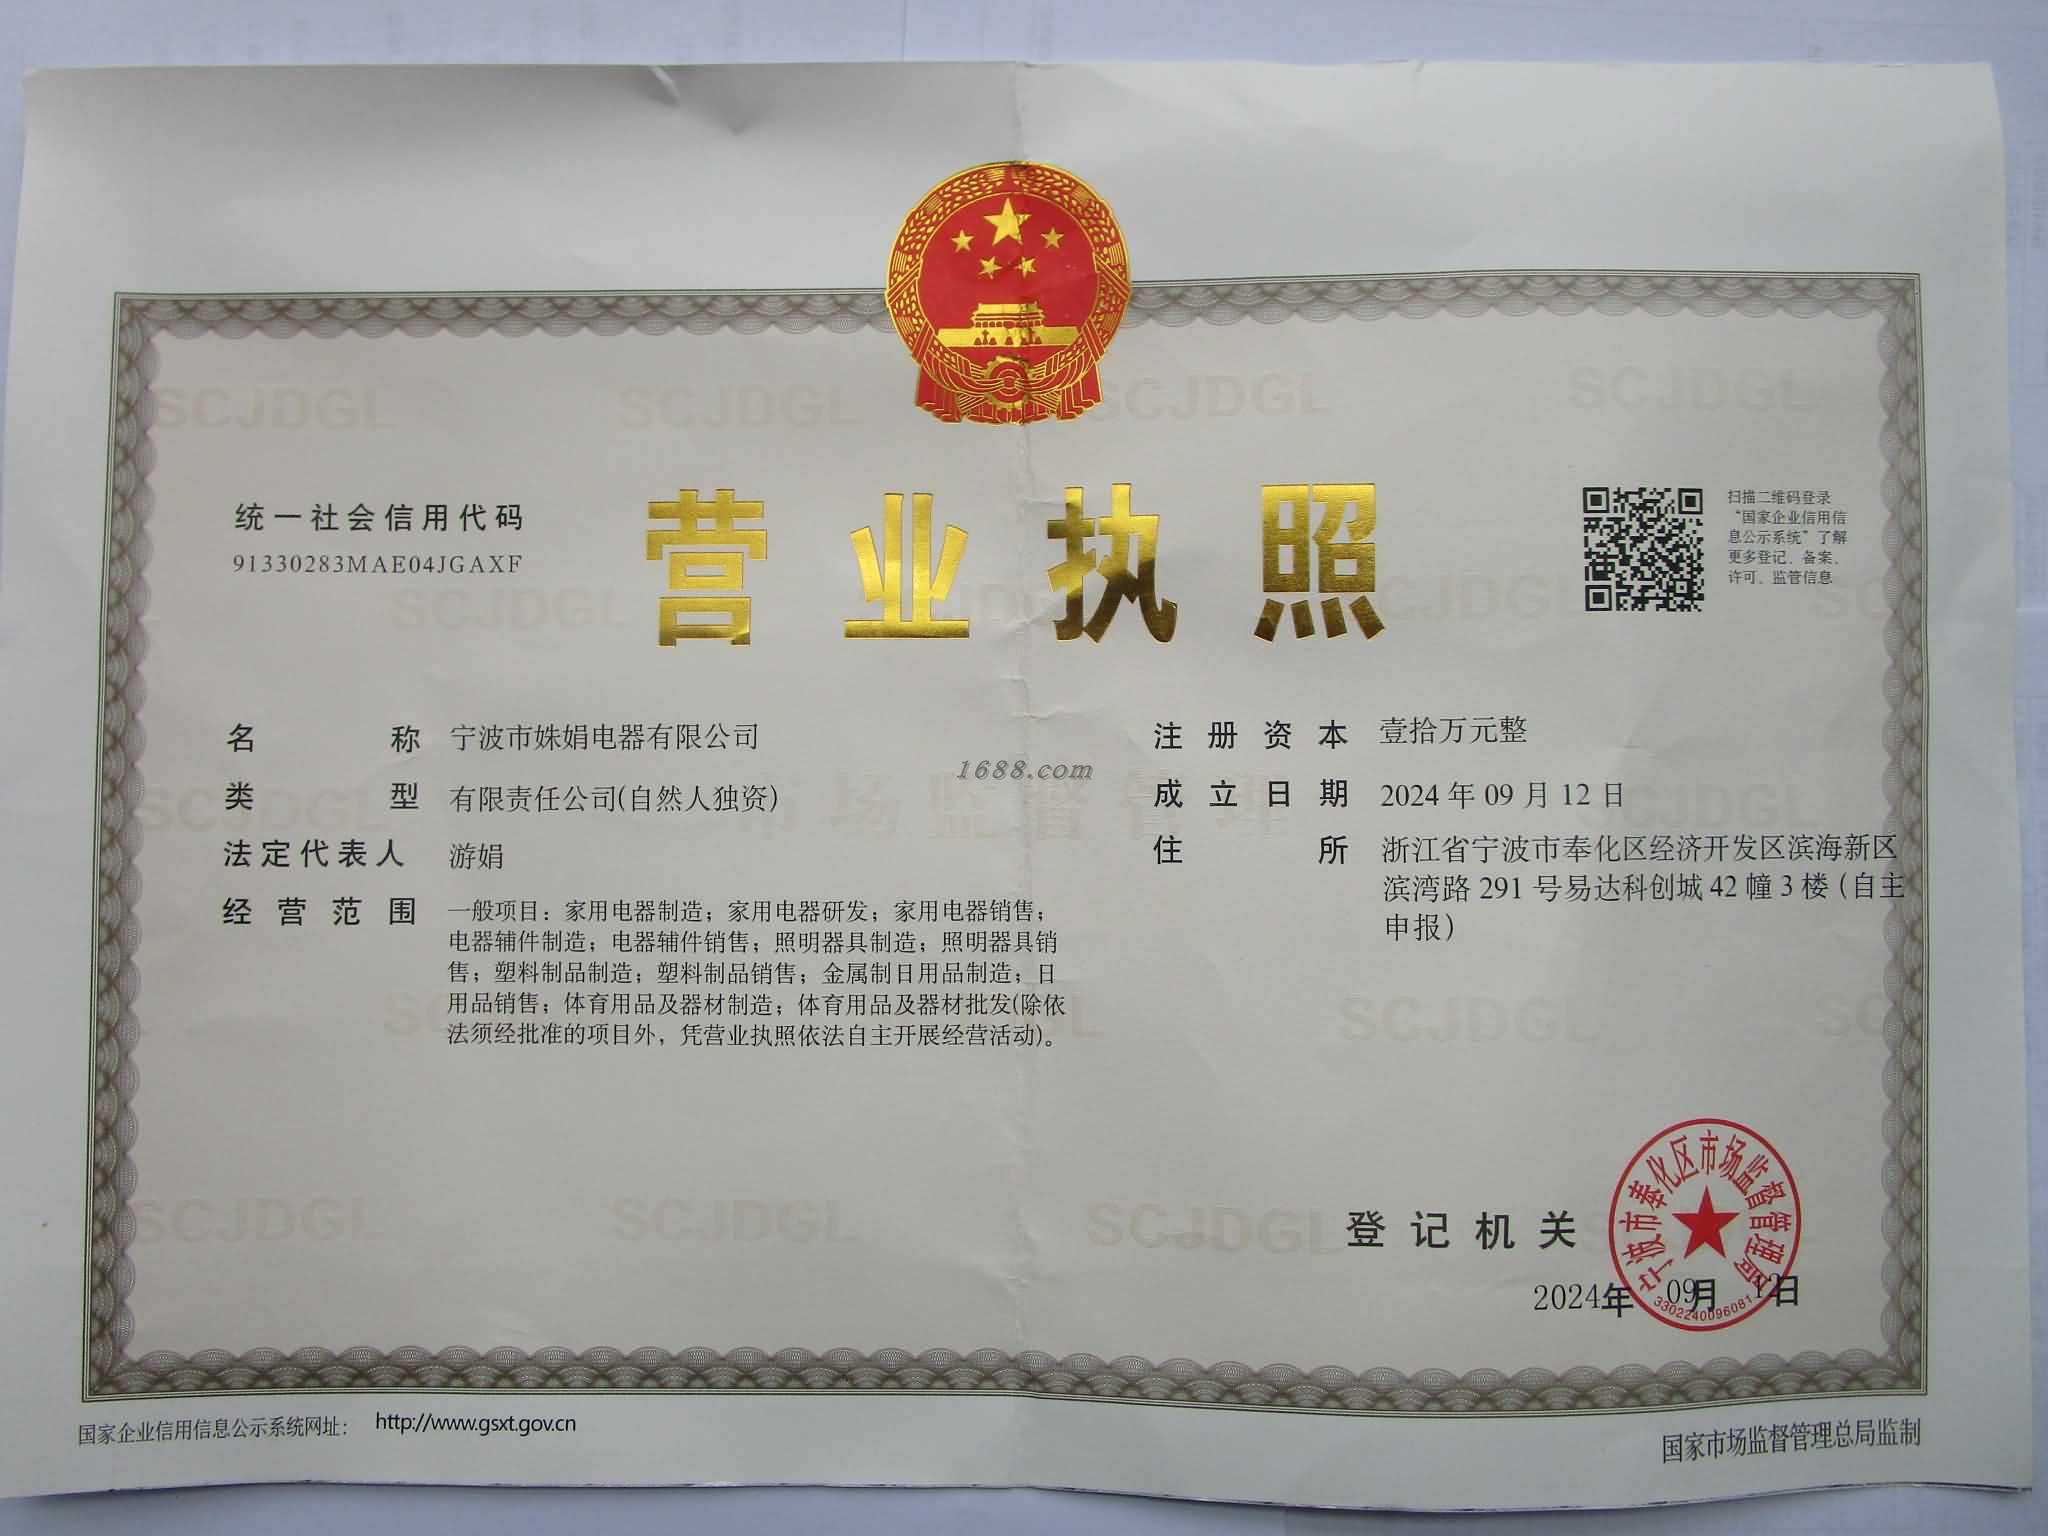 营业执照
统一社会信用代码
91330283MAE04JGAXF
扫描二维码登录
“国家企业信用信
息公示系统”了解
更多登记、备案、
许可、监管信息
名称 宁波市姝娟电器有限公司
类型 有限责任公司(自然人独资)
法定代表人 游娟
经营范围 一般项目：家用电器制造；家用电器研发；家用电器销售；
电器辅件制造；电器辅件销售；照明器具制造；照明器具销
售；塑料制品制造；塑料制品销售；金属制日用品制造；日
用品销售；体育用品及器材制造；体育用品及器材批发(除依
法须经批准的项目外，凭营业执照依法自主开展经营活动)。
注册资本 壹拾万元整
成立日期 2024年09月12日
住所 浙江省宁波市奉化区经济开发区滨海新区
滨湾路291号易达科创城42幢3楼（自主
申报）
1688.com
市场监督管理
SCJDGL
登记机关
宁波市奉化区市场监督管理局
3302240096081
2024年09月12日
国家企业信用信息公示系统网址： http://www.gsxt.gov.cn
国家市场监督管理总局监制